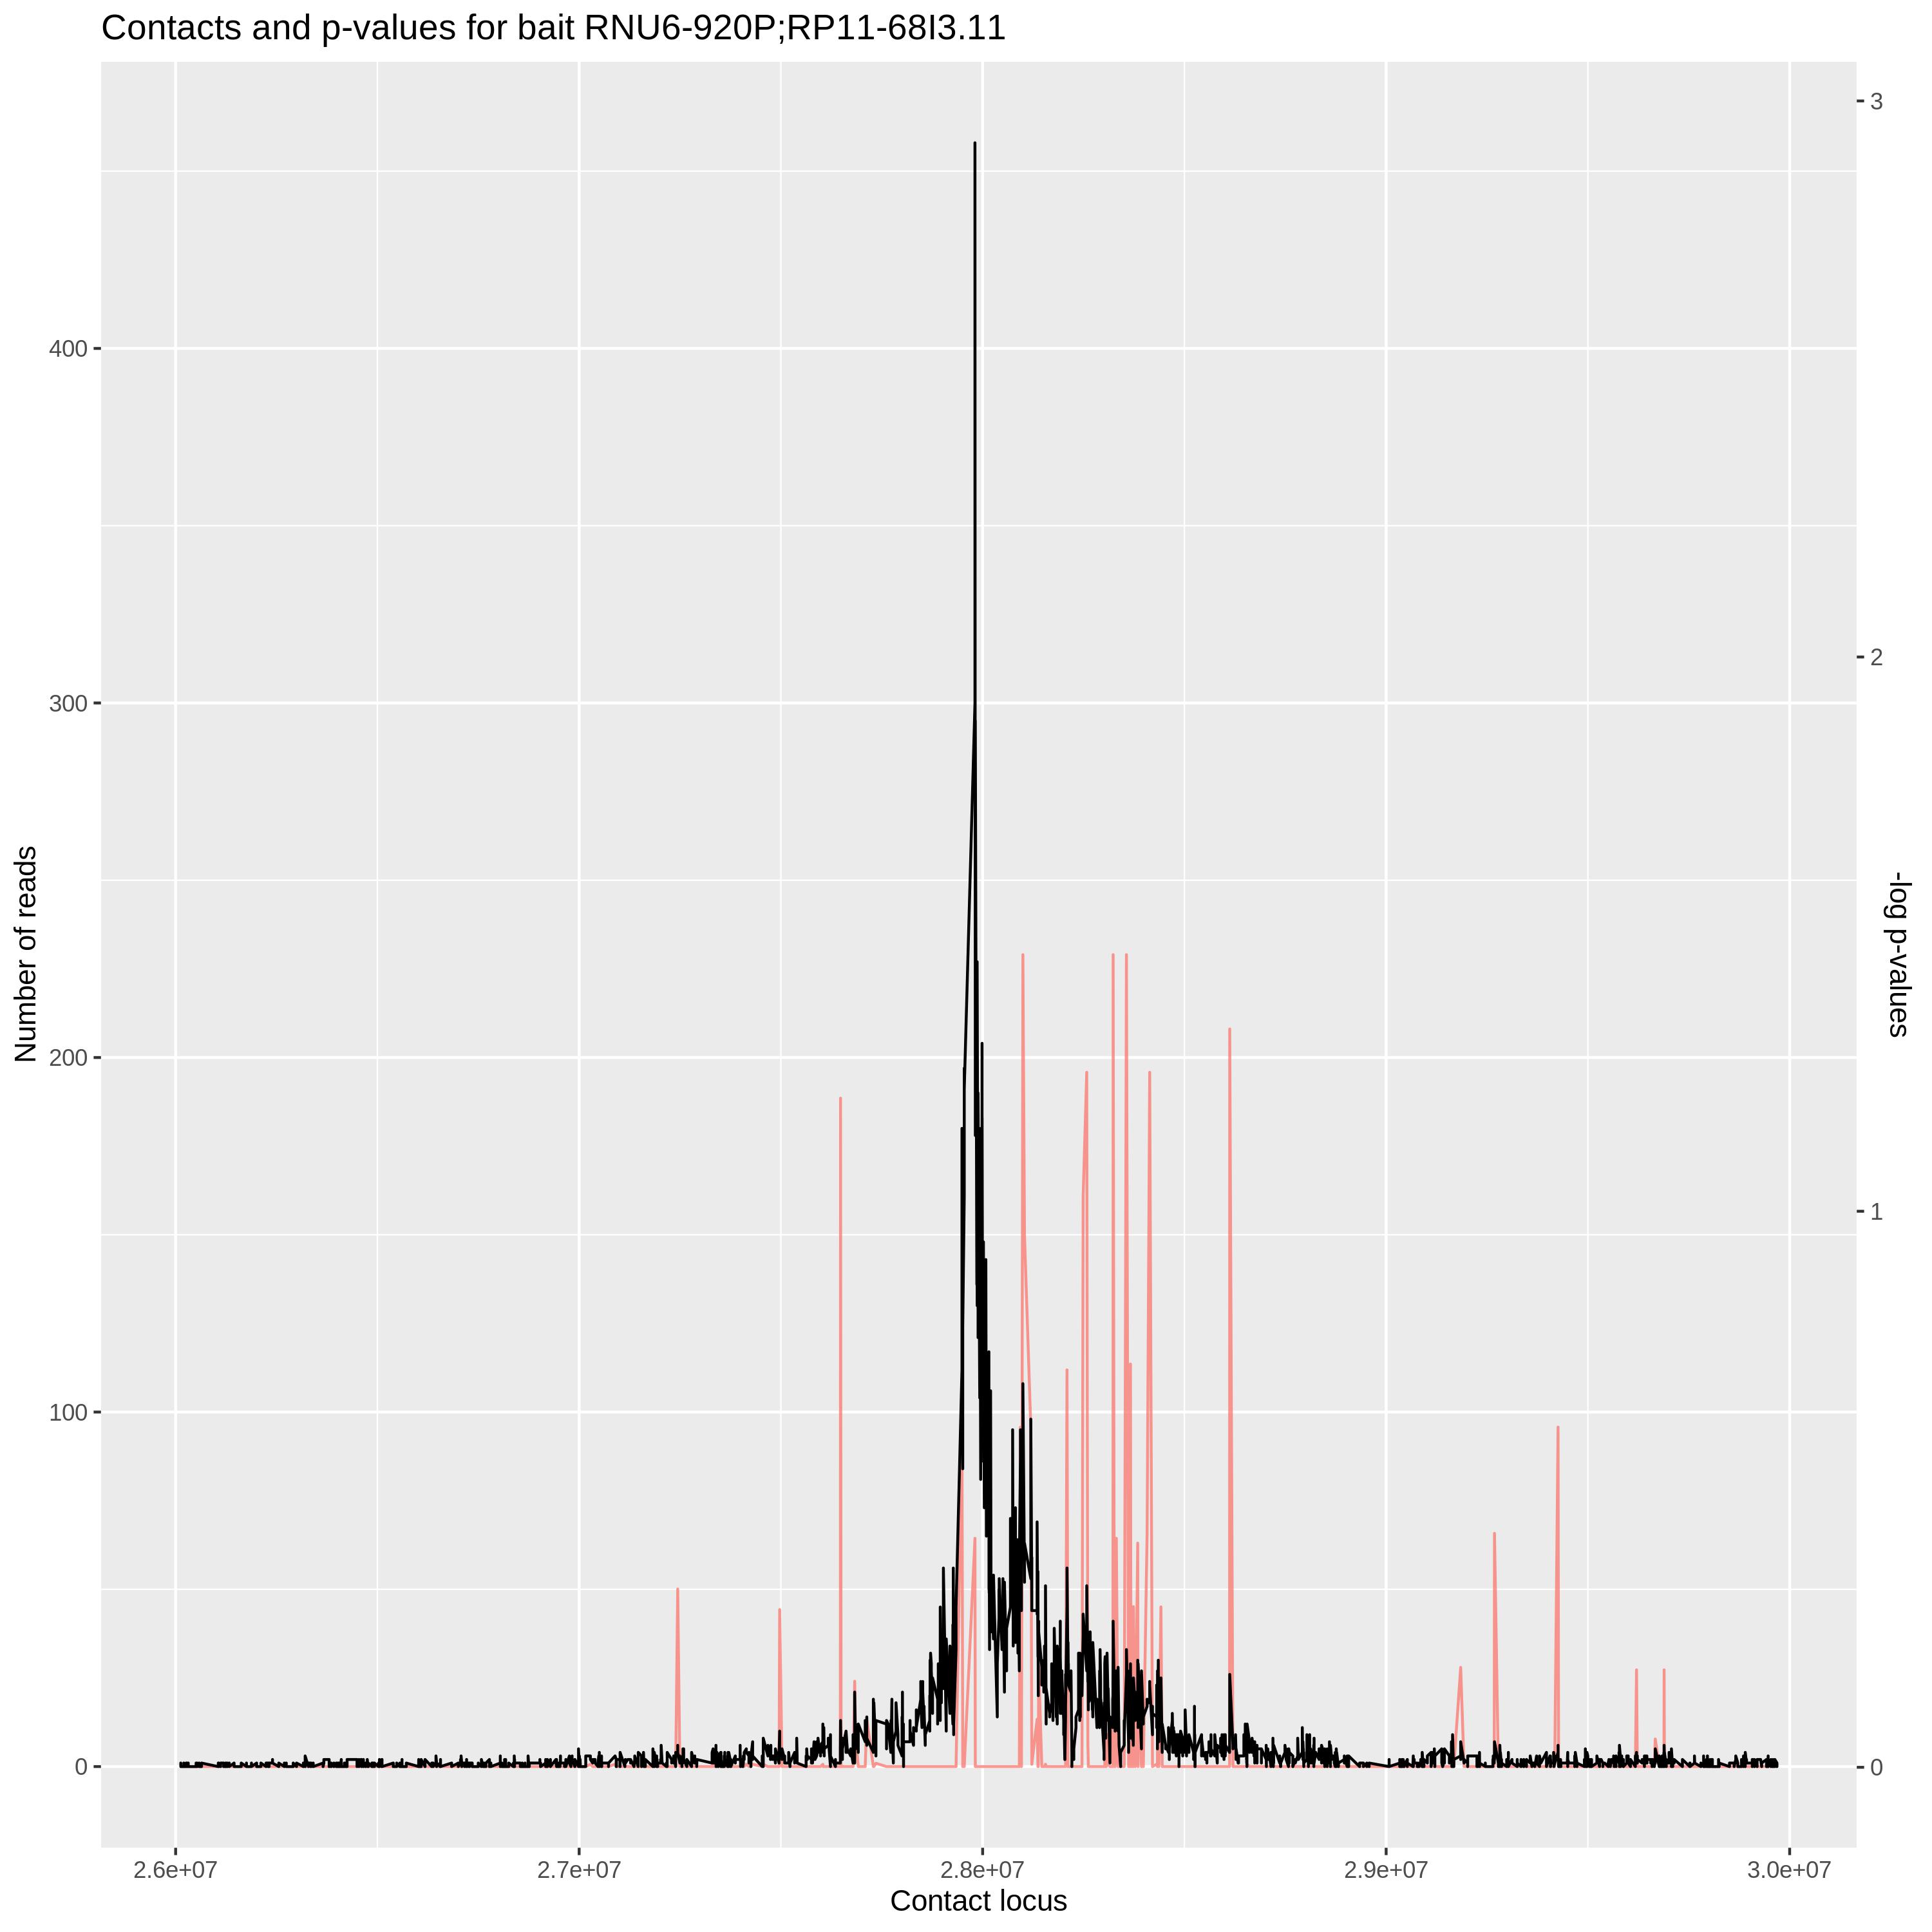 Contacts and p-values for bait RNU6-920P;RP11-68I3.11
Number of reads
400
300
200
100
0
3
2
1
0
-log p-values
2.6e+07
2.7e+07
2.8e+07
2.9e+07
3.0e+07
Contact locus